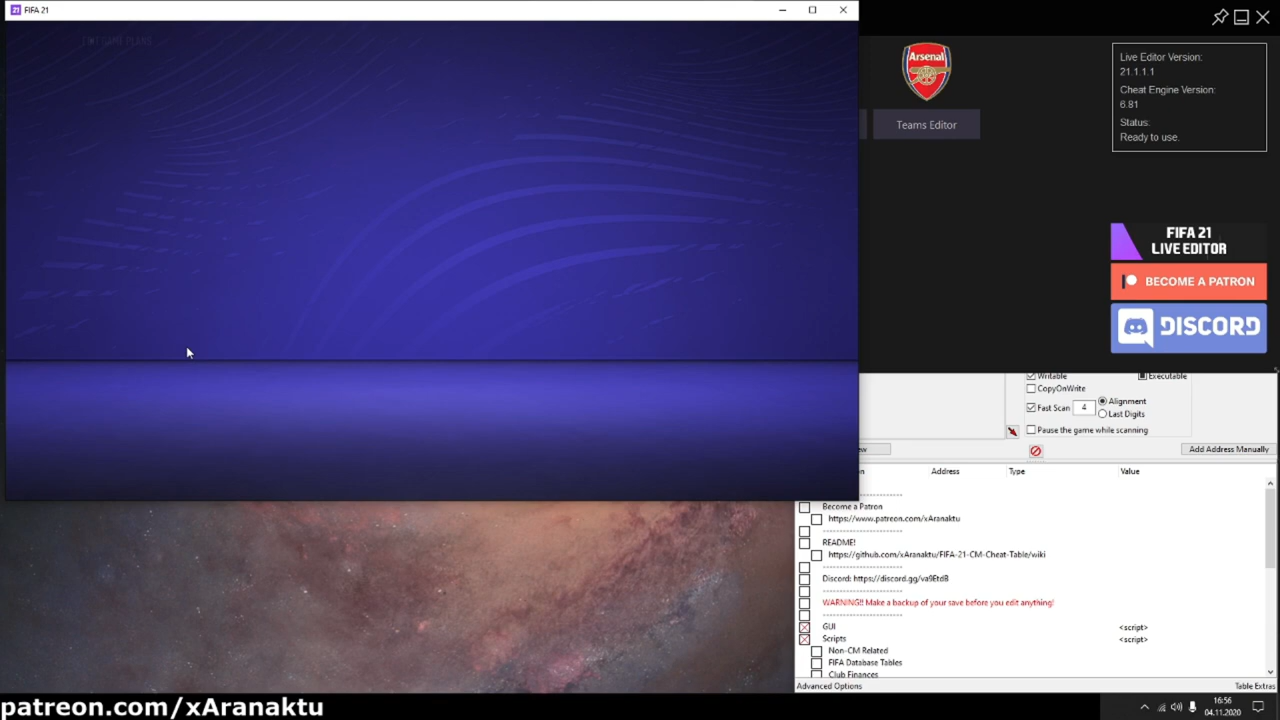 21 FIFA 21
EDIT GAME PLANS
Arsenal
Teams Editor
Live Editor Version:
21.1.1.1
Cheat Engine Version:
6.81
Status:
Ready to use.
FIFA 21
LIVE EDITOR
BECOME A PATRON
DISCORD
Writable
Executable
CopyOnWrite
Fast Scan 4
Alignment
Last Digits
Pause the game while scanning
Add Address Manually
Address Type Value
------------------------
Become a Patron
https://www.patreon.com/xAranaktu
------------------------
README!
https://github.com/xAranaktu/FIFA-21-CM-Cheat-Table/wiki
------------------------
Discord: https://discord.gg/va9EtdB
------------------------
WARNING!! Make a backup of your save before you edit anything!
------------------------
GUI <script>
Scripts <script>
Non-CM Related
FIFA Database Tables
Club Finances
Advanced Options
Table Extras
patreon.com/xAranaktu
16:56
04.11.2020